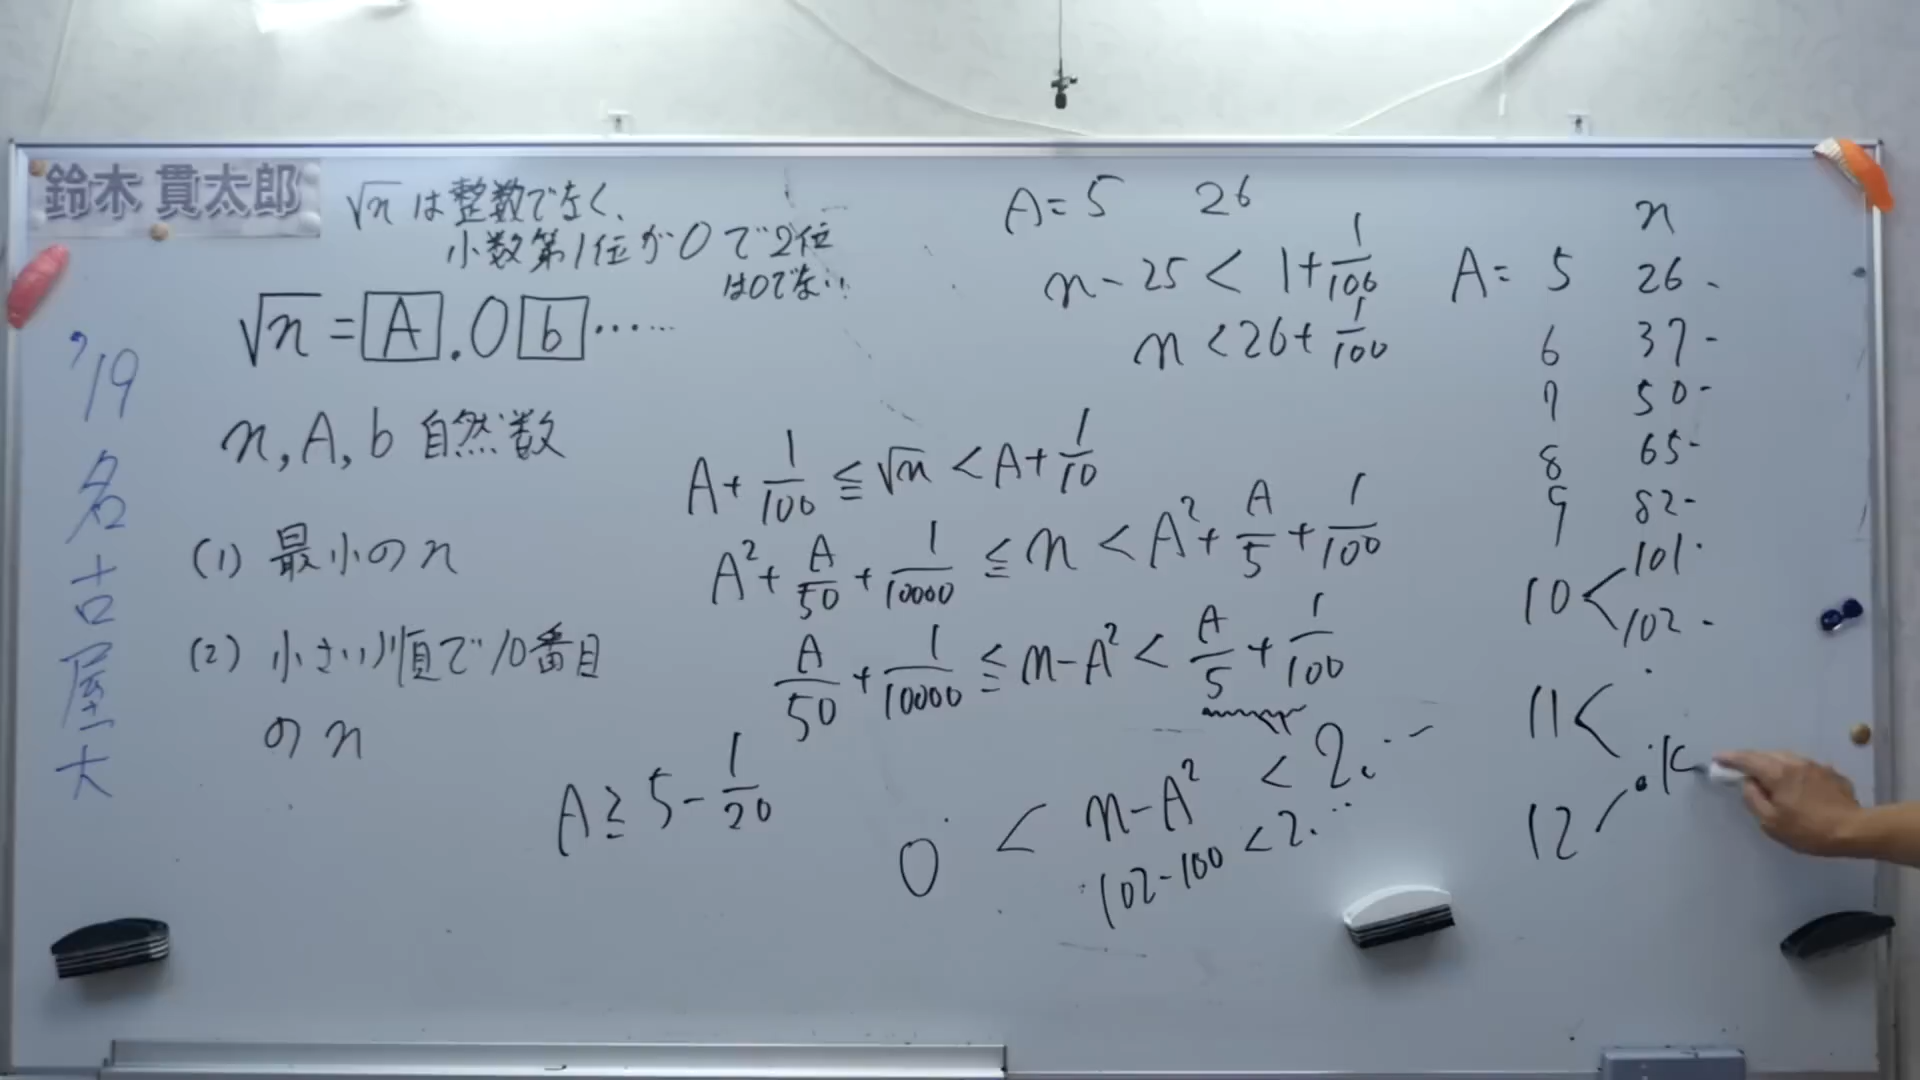 鈴木 貫太郎
'19 名古屋大
√n は整数でなく、
小数第1位が0で2位
は0でない
√n = A.0b……
n, A, b 自然数
(1) 最小のn
(2) 小さい順で10番目
のn
A+1/100 ≦ √n < A+1/10
A²+A/50+1/10000 ≦ n < A²+A/5+1/100
A/50+1/10000 ≦ n-A² < A/5+1/100
A≧5-1/20
0 < n-A² < 2.…
102-100 < 2.…
A=5 26
n-25 < 1+1/100
n<26+1/100
n
A= 5 26
6 37
7 50
8 65
9 82
10 101
102
11
12